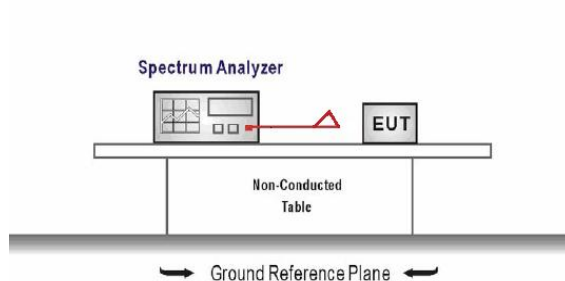 Spectrum Analyzer
EUT
Non-Conducted
Table
Ground Reference Plane